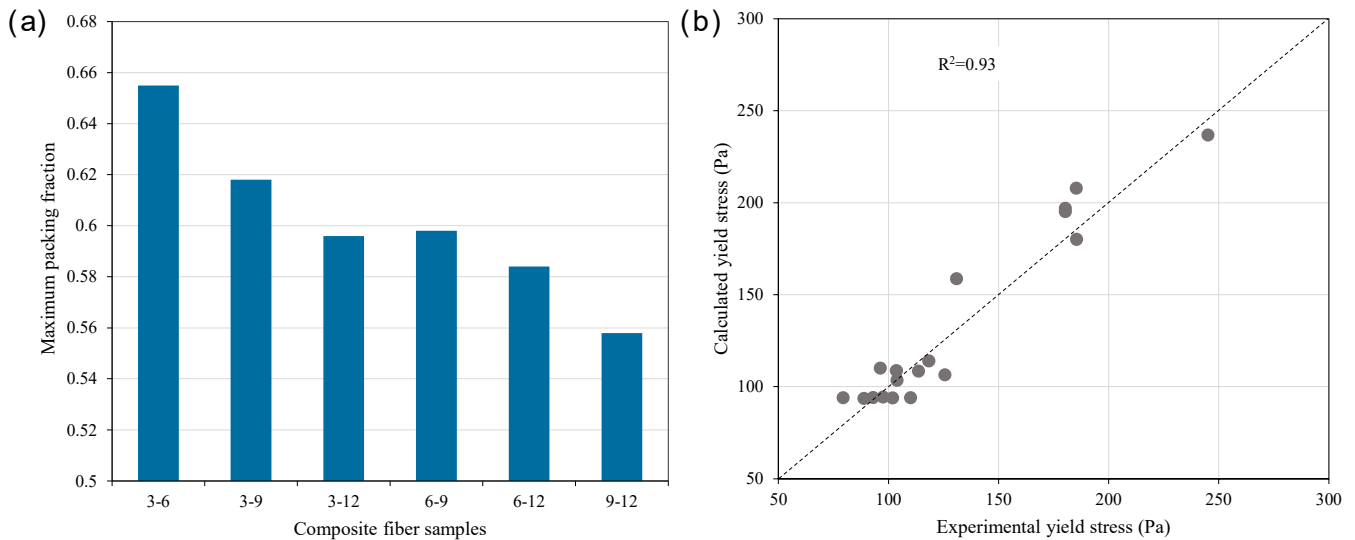 (a)
0.68
0.66
0.64
0.62
0.6
0.58
0.56
0.54
0.52
0.5
Maximum packing fraction
3-6 3-9 3-12 6-9 6-12 9-12
Composite fiber samples
(b)
R²=0.93
300
250
200
150
100
50
Calculated yield stress (Pa)
50 100 150 200 250 300
Experimental yield stress (Pa)